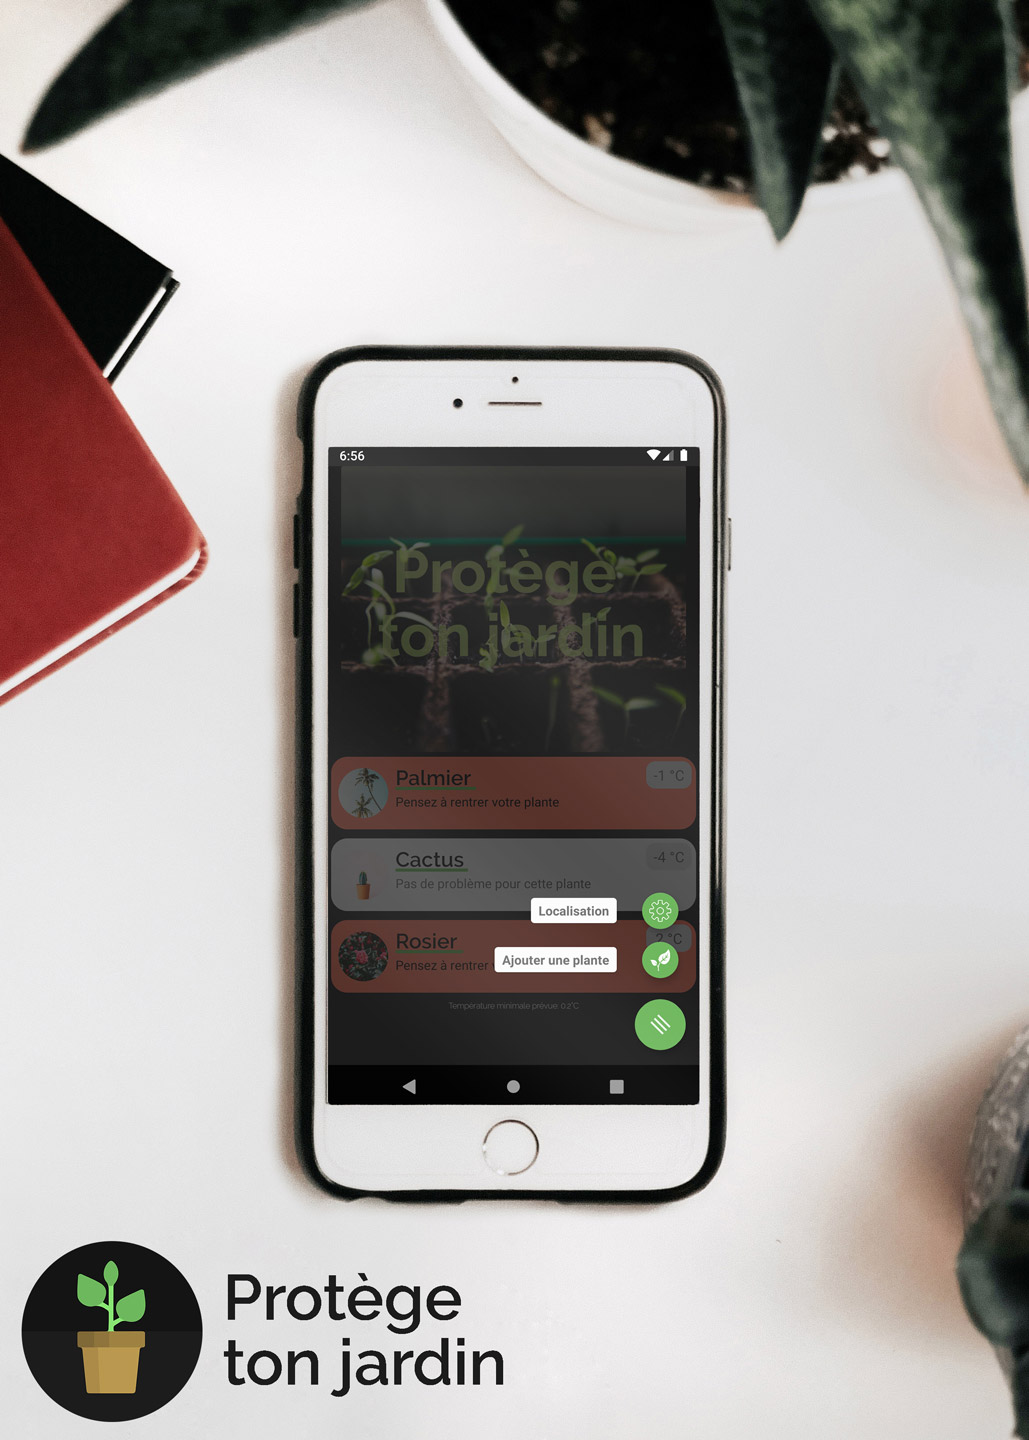 6:56
Protège
ton jardin
Palmier
-1 °C
Pensez à rentrer votre plante
Cactus
-4 °C
Pas de problème pour cette plante
Localisation
Rosier
2 °C
Pensez à rentrer
Ajouter une plante
Température minimale prévue: 0.2°C
Protège
ton jardin